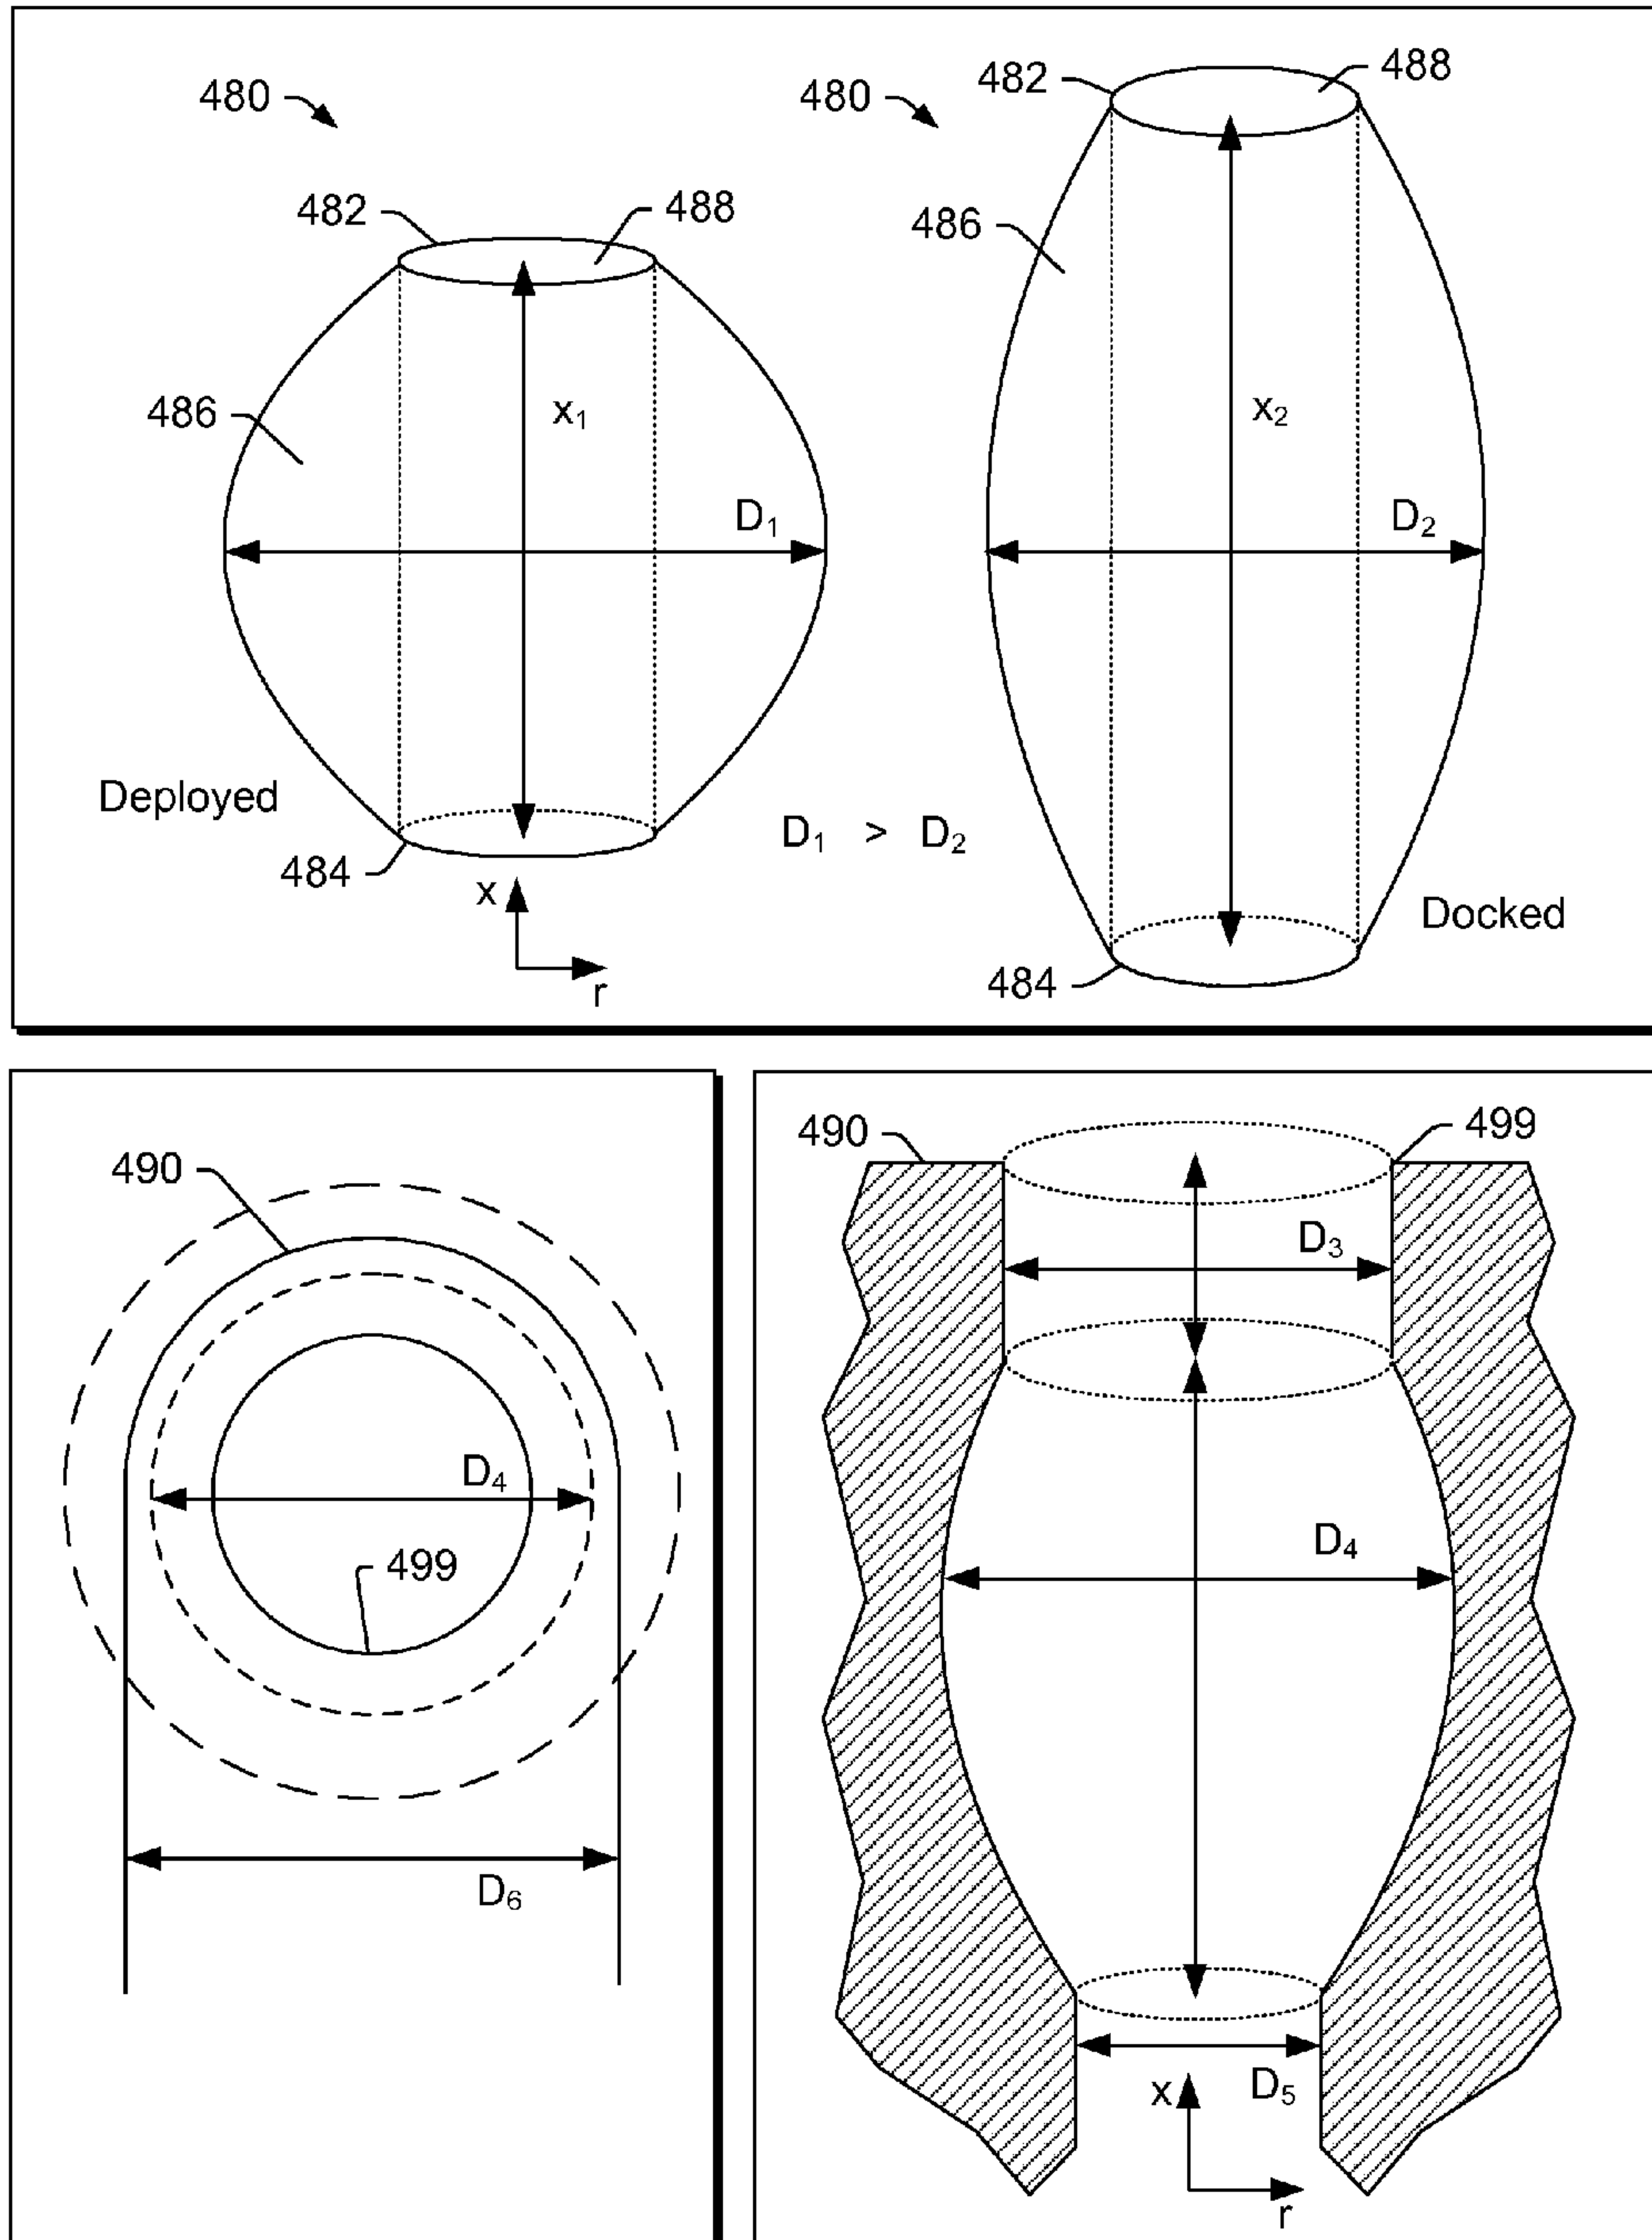 480
482
488
486
x₁
D₁
Deployed
484
x
r
D₁ > D₂
480
482
488
486
x₂
D₂
Docked
484
490
D₄
499
D₆
490
499
D₃
D₄
D₅
x
r